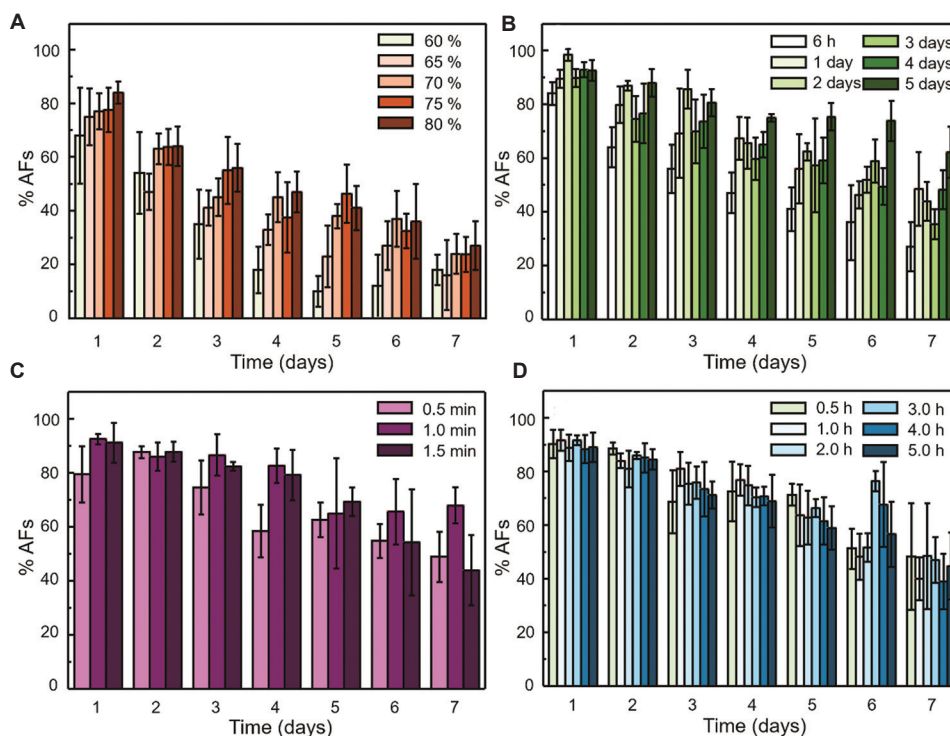 A
60 %
65 %
70 %
75 %
80 %
100
80
60
40
20
0
% AFs
1 2 3 4 5 6 7
Time (days)
B
6 h
1 day
2 days
3 days
4 days
5 days
100
80
60
40
20
0
% AFs
1 2 3 4 5 6 7
Time (days)
C
0.5 min
1.0 min
1.5 min
100
80
60
40
20
0
% AFs
1 2 3 4 5 6 7
Time (days)
D
0.5 h
1.0 h
2.0 h
3.0 h
4.0 h
5.0 h
100
80
60
40
20
0
% AFs
1 2 3 4 5 6 7
Time (days)